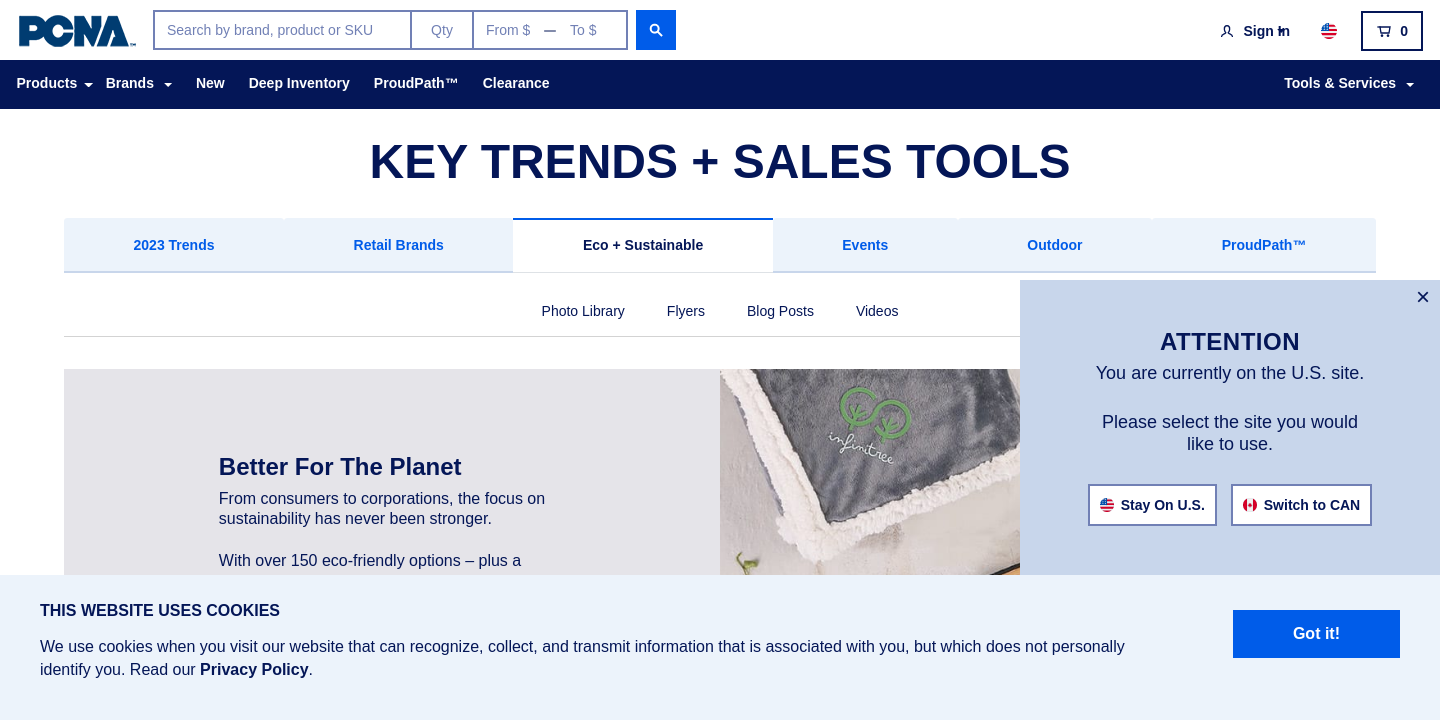 PCNA
Search by brand, product or SKU
Qty
From $ — To $
Sign In
0
Products
Brands
New
Deep Inventory
ProudPath™
Clearance
Tools & Services
KEY TRENDS + SALES TOOLS
2023 Trends
Retail Brands
Eco + Sustainable
Events
Outdoor
ProudPath™
Photo Library
Flyers
Blog Posts
Videos
Better For The Planet
From consumers to corporations, the focus on
sustainability has never been stronger.
With over 150 eco-friendly options – plus a
infinitree
×
ATTENTION
You are currently on the U.S. site.
Please select the site you would
like to use.
Stay On U.S.
Switch to CAN
THIS WEBSITE USES COOKIES
We use cookies when you visit our website that can recognize, collect, and transmit information that is associated with you, but which does not personally
identify you. Read our Privacy Policy.
Got it!